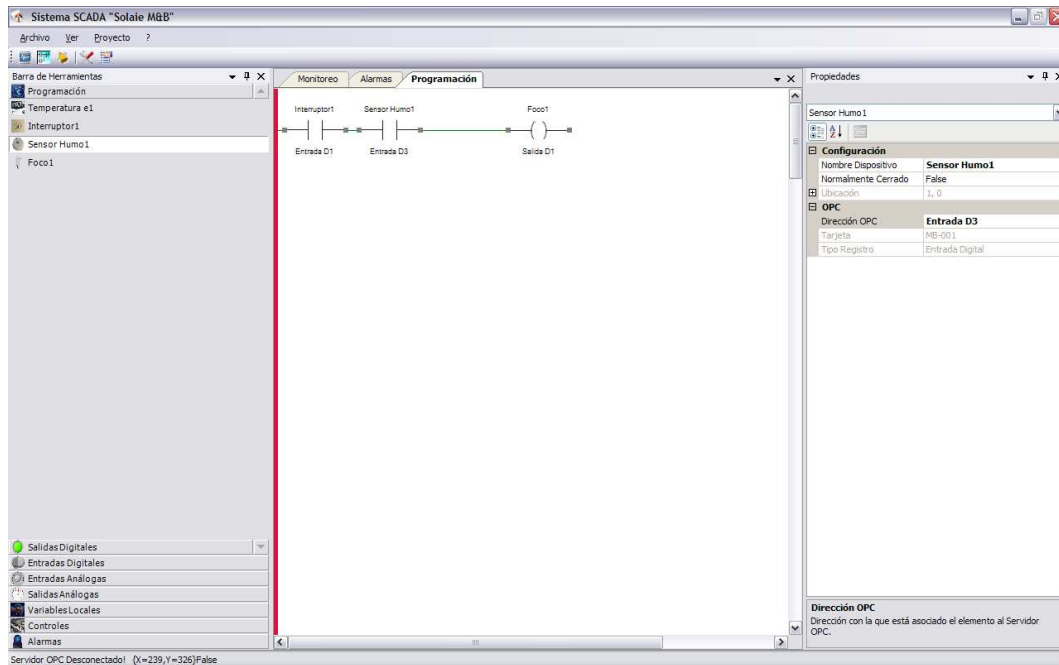 Sistema SCADA "Solaie M&B"
Archivo Ver Proyecto ?
Barra de Herramientas
Programación
Temperatura e1
Interruptor1
Sensor Humo1
Foco1
Salidas Digitales
Entradas Digitales
Entradas Análogas
Salidas Análogas
Variables Locales
Controles
Alarmas
Monitoreo Alarmas Programación
Interruptor1 Sensor Humo1 Foco1
Entrada D1 Entrada D3 Salida D1
Propiedades
Sensor Humo1
Configuración
Nombre Dispositivo Sensor Humo1
Normalmente Cerrado False
Ubicación 1, 0
OPC
Dirección OPC Entrada D3
Tarjeta MB-001
Tipo Registro Entrada Digital
Dirección OPC
Dirección con la que está asociado el elemento al Servidor
OPC.
Servidor OPC Desconectado! {X=239,Y=326}False